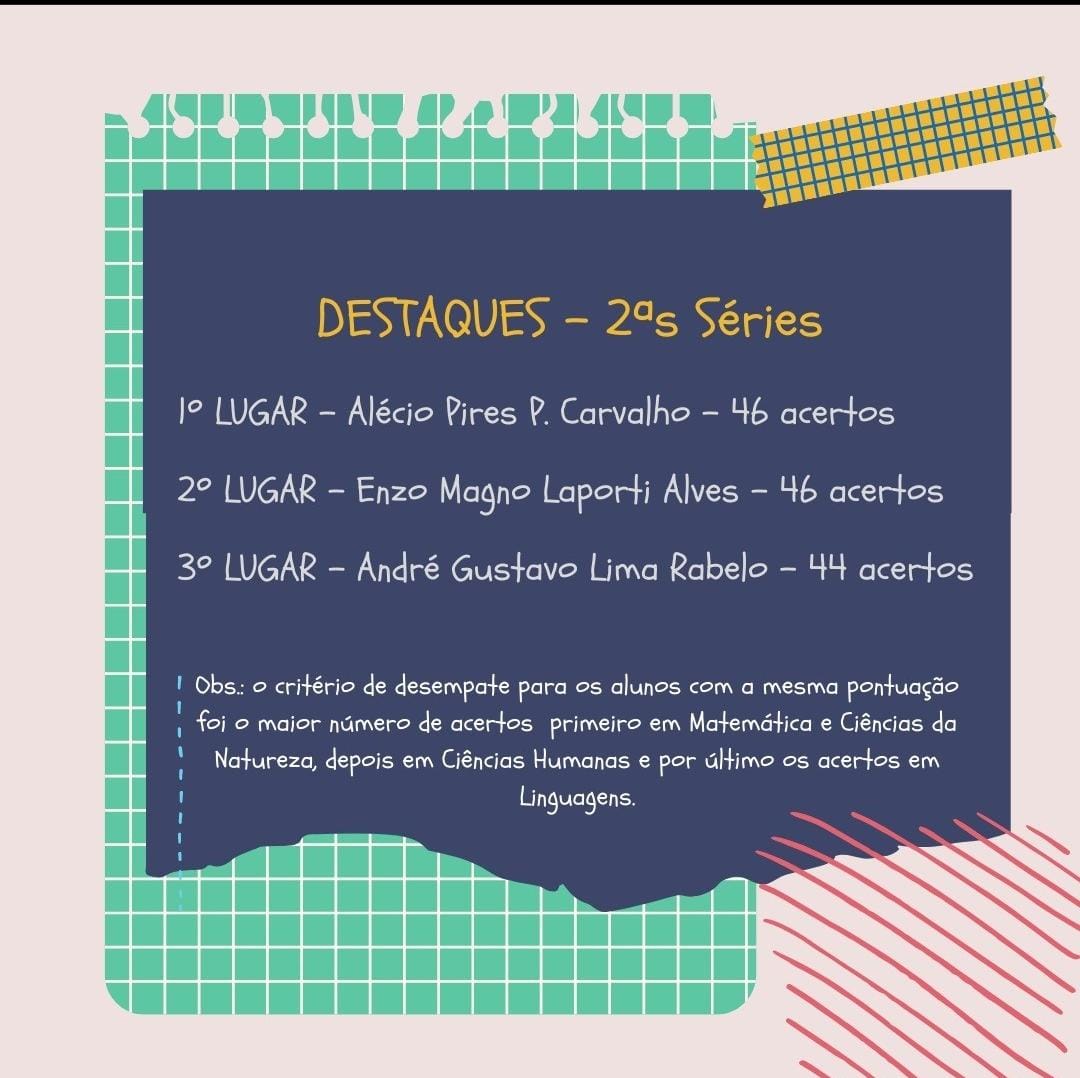 DESTAQUES - 2ªs Séries
1º LUGAR - Alécio Pires P. Carvalho - 46 acertos
2º LUGAR - Enzo Magno Laporti Alves - 46 acertos
3º LUGAR - André Gustavo Lima Rabelo - 44 acertos
Obs.: o critério de desempate para os alunos com a mesma pontuação
foi o maior número de acertos primeiro em Matemática e Ciências da
Natureza, depois em Ciências Humanas e por último os acertos em
Linguagens.